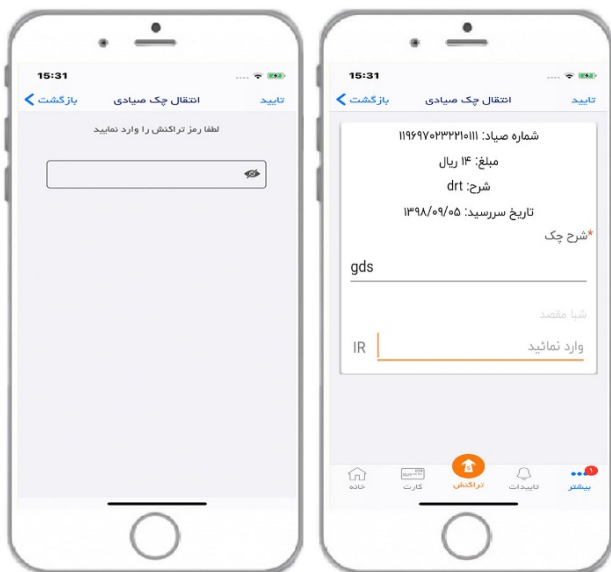 15:31
تایید
انتقال چک صیادی
بازگشت
لطفا رمز تراکنش را وارد نمایید
15:31
تایید
انتقال چک صیادی
بازگشت
شماره صیاد: ۱۱۹۶۹۷۰۲۳۲۲۱۰۱۱۱
مبلغ: ۱۴ ریال
شرح: drt
تاریخ سررسید: ۱۳۹۸/۰۹/۰۵
*شرح چک
gds
شبا مقصد
وارد نمائید
IR
۱
بیشتر
تاییدات
تراکنش
کارت
خانه